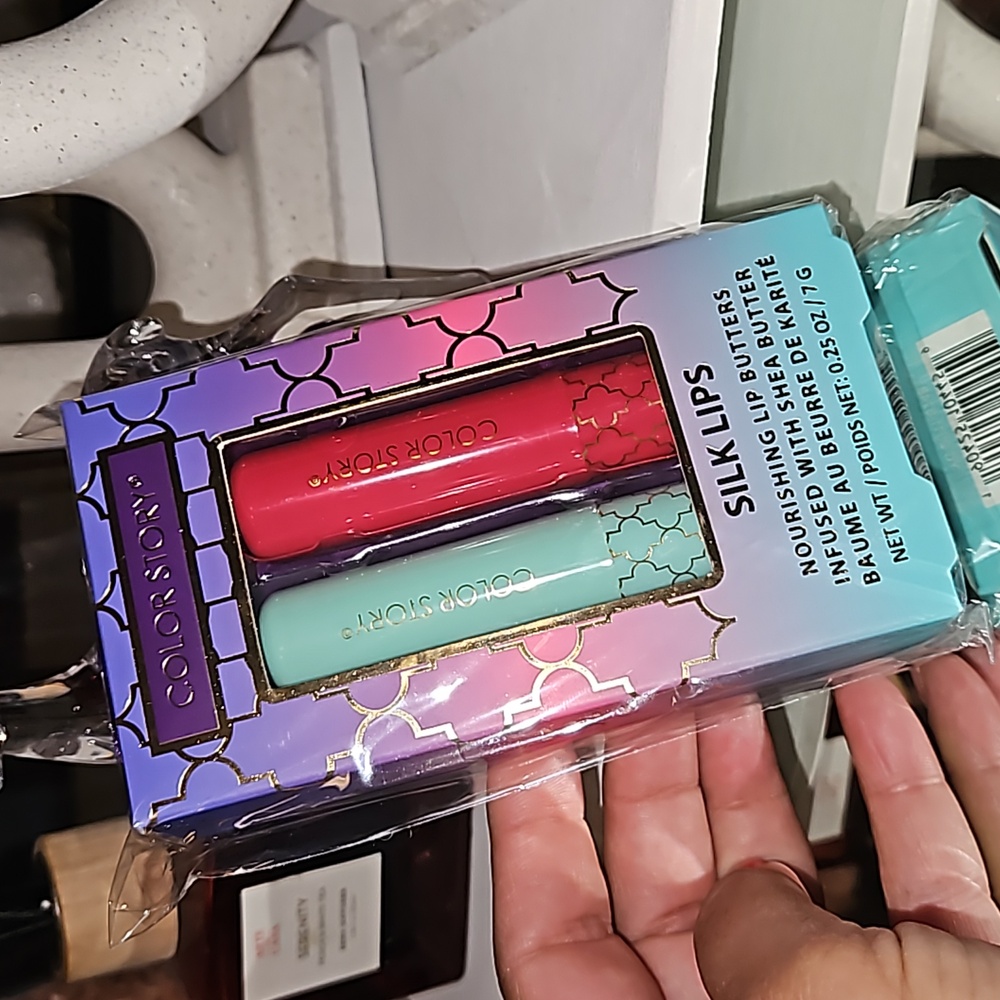 COLOR STORY®
COLOR STORY®
COLOR STORY®
SILK LIPS
NOURISHING LIP BUTTERS
INFUSED WITH SHEA BUTTER
BAUME AU BEURRE DE KARITÉ
NET WT / POIDS NET: 0.25 OZ / 7 G
SERENITY